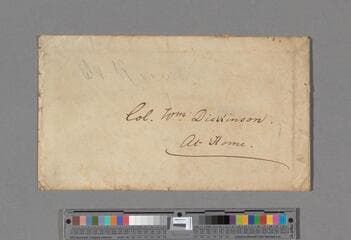 Col. Wm. Dickinson.
At Home.